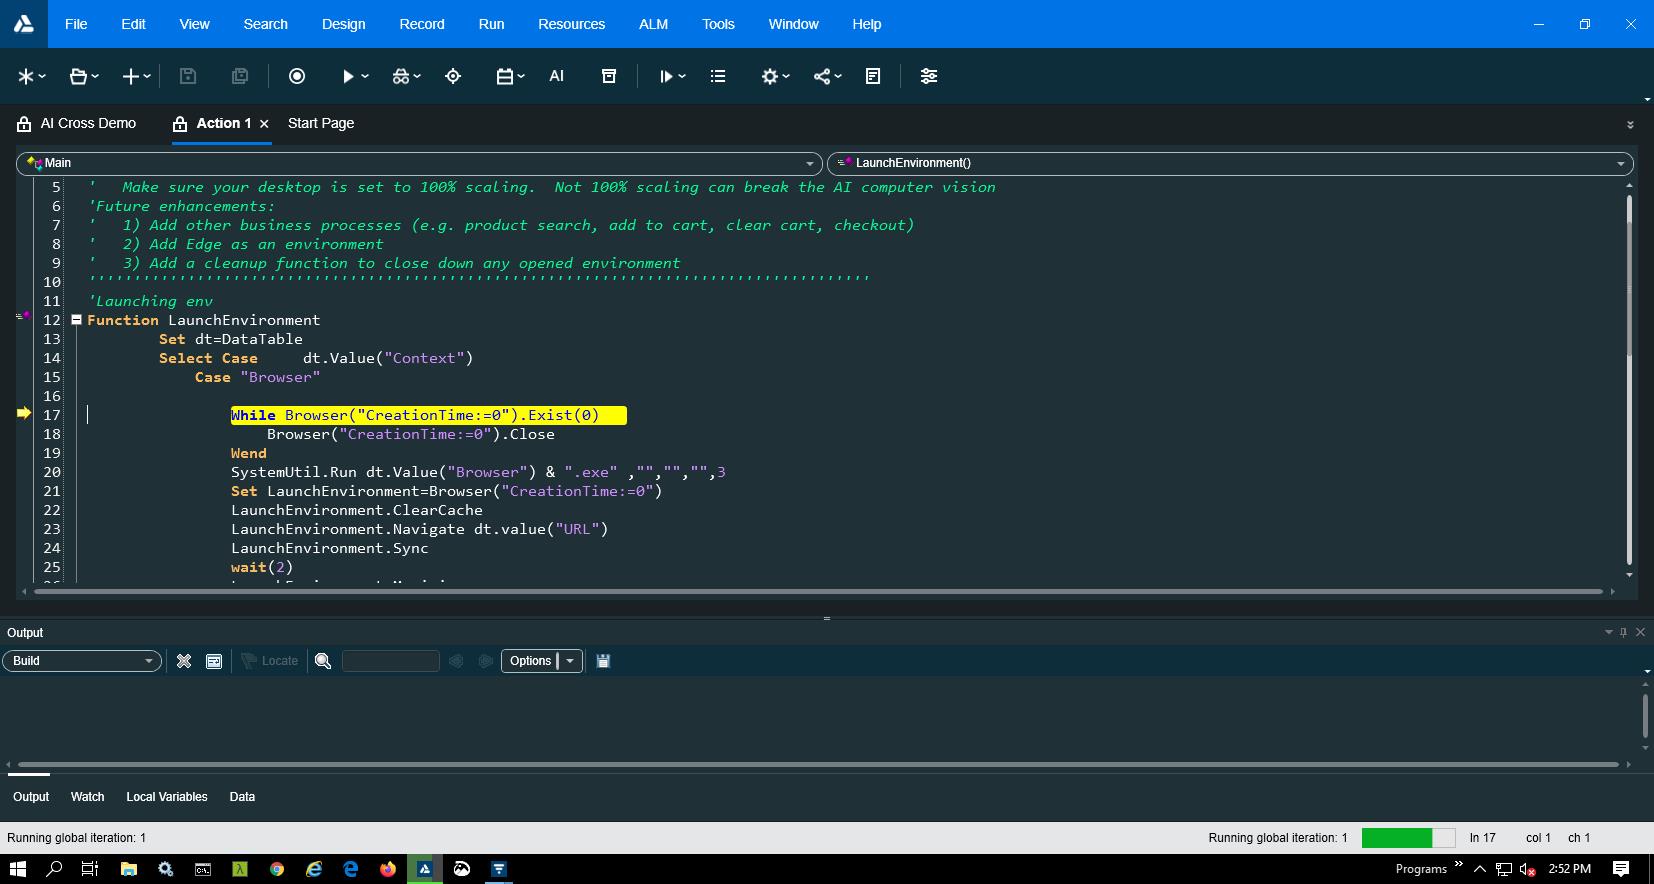 File Edit View Search Design Record Run Resources ALM Tools Window Help
AI
AI Cross Demo Action 1 Start Page
Main LaunchEnvironment()
5 ' Make sure your desktop is set to 100% scaling. Not 100% scaling can break the AI computer vision
6 'Future enhancements:
7 ' 1) Add other business processes (e.g. product search, add to cart, clear cart, checkout)
8 ' 2) Add Edge as an environment
9 ' 3) Add a cleanup function to close down any opened environment
10 ''''''''''''''''''''''''''''''''''''''''''''''''''''''''''''''''''''''''''''''''''''''
11 'Launching env
12 Function LaunchEnvironment
13 Set dt=DataTable
14 Select Case dt.Value("Context")
15 Case "Browser"
16
17 While Browser("CreationTime:=0").Exist(0)
18 Browser("CreationTime:=0").Close
19 Wend
20 SystemUtil.Run dt.Value("Browser") & ".exe" ,"","","",3
21 Set LaunchEnvironment=Browser("CreationTime:=0")
22 LaunchEnvironment.ClearCache
23 LaunchEnvironment.Navigate dt.value("URL")
24 LaunchEnvironment.Sync
25 wait(2)
Output
Build Locate Options
Output Watch Local Variables Data
Running global iteration: 1 Running global iteration: 1 ln 17 col 1 ch 1
Programs 2:52 PM